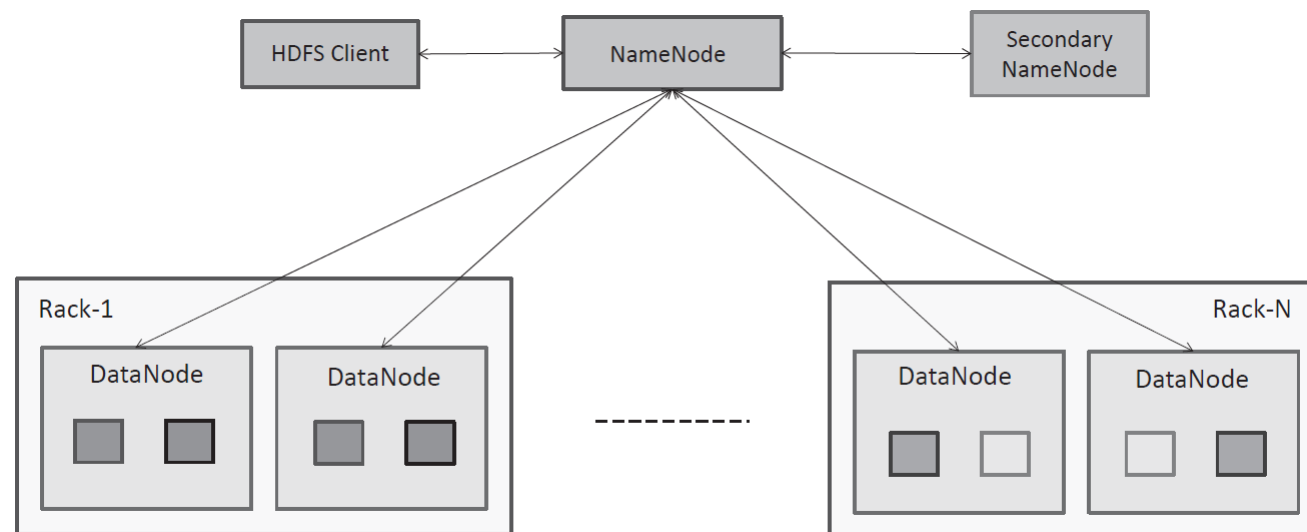 HDFS Client
NameNode
Secondary
NameNode
Rack-1
DataNode
DataNode
Rack-N
DataNode
DataNode